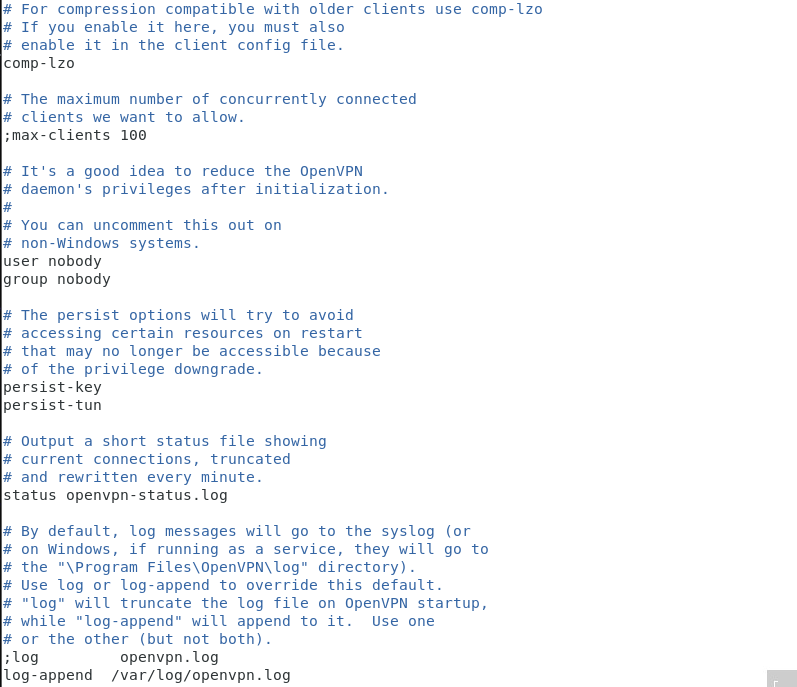 # For compression compatible with older clients use comp-lzo
# If you enable it here, you must also
# enable it in the client config file.
comp-lzo

# The maximum number of concurrently connected
# clients we want to allow.
;max-clients 100

# It's a good idea to reduce the OpenVPN
# daemon's privileges after initialization.
#
# You can uncomment this out on
# non-Windows systems.
user nobody
group nobody

# The persist options will try to avoid
# accessing certain resources on restart
# that may no longer be accessible because
# of the privilege downgrade.
persist-key
persist-tun

# Output a short status file showing
# current connections, truncated
# and rewritten every minute.
status openvpn-status.log

# By default, log messages will go to the syslog (or
# on Windows, if running as a service, they will go to
# the "\Program Files\OpenVPN\log" directory).
# Use log or log-append to override this default.
# "log" will truncate the log file on OpenVPN startup,
# while "log-append" will append to it.  Use one
# or the other (but not both).
;log         openvpn.log
log-append  /var/log/openvpn.log